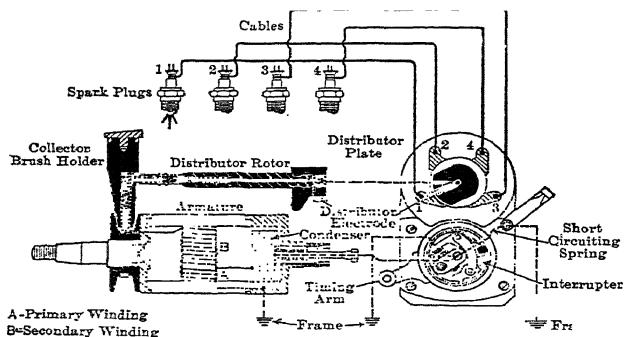 Cables
1 2 3 4
Spark Plugs
Collector
Brush Holder
Distributor Rotor
Distributor
Plate
2 4
1
Armature
Distributor
Electrode
Condenser
B
A
Short
Circuiting
Spring
Timing
Arm
Interrupter
Frame
A-Primary Winding
B=Secondary Winding